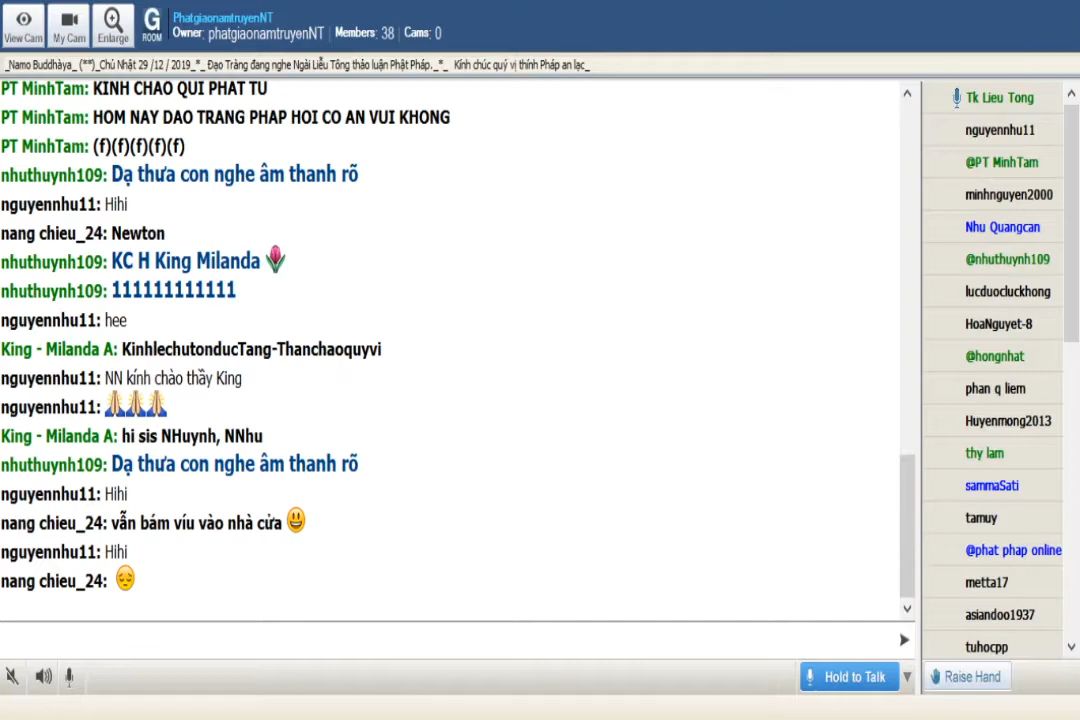 View Cam My Cam Enlarge G ROOM
PhatgiaonamtruyenNT
Owner: phatgiaonamtruyenNT Members: 38 Cams: 0
_Namo Buddhàya_ (**)_Chủ Nhật 29 /12 / 2019_*_ Đạo Tràng đang nghe Ngài Liễu Tông thảo luận Phật Pháp._*_ Kính chúc quý vị thính Pháp an lạc_
PT MinhTam: KINH CHAO QUI PHAT TU
PT MinhTam: HOM NAY DAO TRANG PHAP HOI CO AN VUI KHONG
PT MinhTam: (f)(f)(f)(f)(f)
nhuthuynh109: Dạ thưa con nghe âm thanh rõ
nguyennhu11: Hihi
nang chieu_24: Newton
nhuthuynh109: KC H King Milanda 🌷
nhuthuynh109: 111111111111
nguyennhu11: hee
King - Milanda A: KinhlechutonducTang-Thanchaoquyvi
nguyennhu11: NN kính chào thầy King
nguyennhu11: 🙏🙏🙏
King - Milanda A: hi sis NHuynh, NNhu
nhuthuynh109: Dạ thưa con nghe âm thanh rõ
nguyennhu11: Hihi
nang chieu_24: vẫn bám víu vào nhà cửa 😃
nguyennhu11: Hihi
nang chieu_24: 😔
Tk Lieu Tong
nguyennhu11
@PT MinhTam
minhnguyen2000
Nhu Quangcan
@nhuthuynh109
lucduocluckhong
HoaNguyet-8
@hongnhat
phan q liem
Huyenmong2013
thy lam
sammaSati
tamuy
@phat phap online
metta17
asiandoo1937
tuhocpp
Hold to Talk
Raise Hand